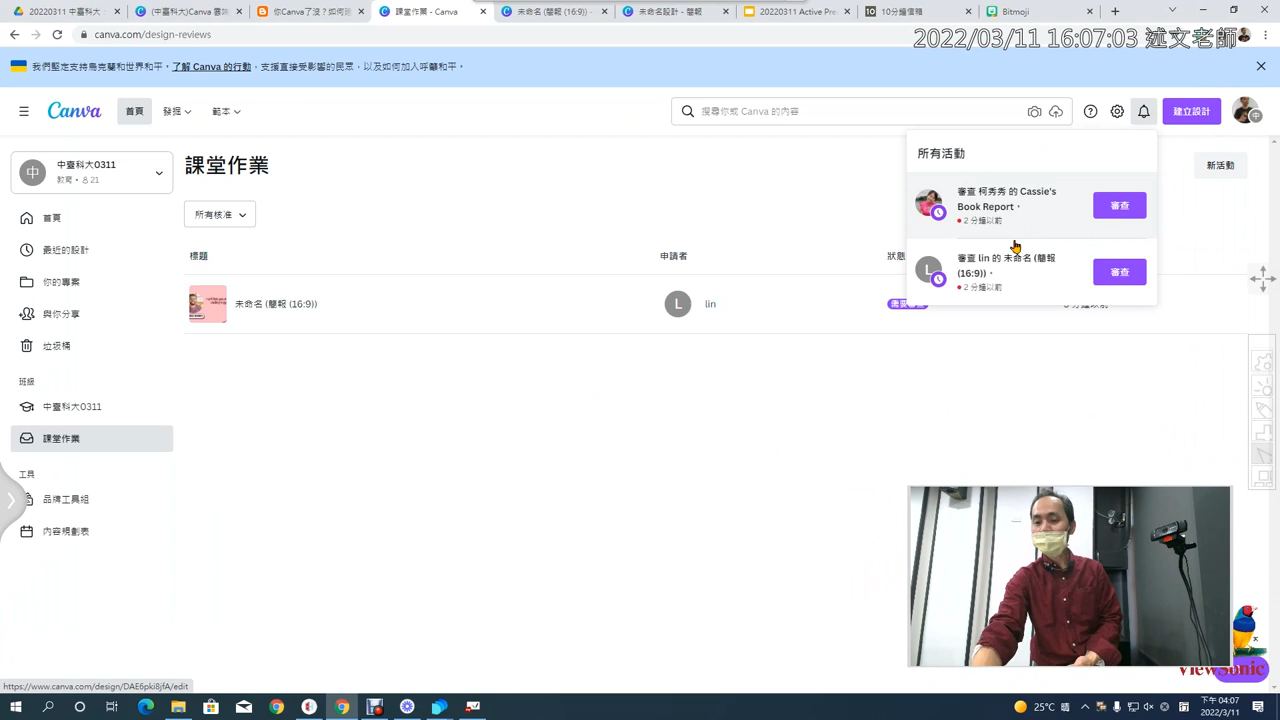 20220311 中臺科大
(中臺科大)Canva 雲端
你Canva了沒？如何邀
課堂作業 - Canva
未命名 (簡報 (16:9)) -
未命名設計 - 簡報
20220311 Active Pre
10分鐘信箱
Bitmoji
canva.com/design-reviews
2022/03/11 16:07:03 述文老師
我們堅定支持烏克蘭和世界和平，了解 Canva 的行動，支援直接受影響的民眾，以及如何加入呼籲和平。
Canva
首頁
發掘
範本
搜尋你或 Canva 的內容
建立設計
中
中臺科大0311
教育 • 21
首頁
最近的設計
你的專案
與你分享
垃圾桶
班級
中臺科大0311
課堂作業
工具
品牌工具組
內容規劃表
課堂作業
新活動
所有核准
標題
申請者
狀態
未命名 (簡報 (16:9))
L
lin
所有活動
審查 柯秀秀 的 Cassie's
Book Report。
2 分鐘以前
審查
L
審查 lin 的 未命名 (簡報
(16:9))。
2 分鐘以前
審查
ViewSonic
https://www.canva.com/design/DAE6pki8jfA/edit
25°C 晴
下午 04:07
2022/3/11